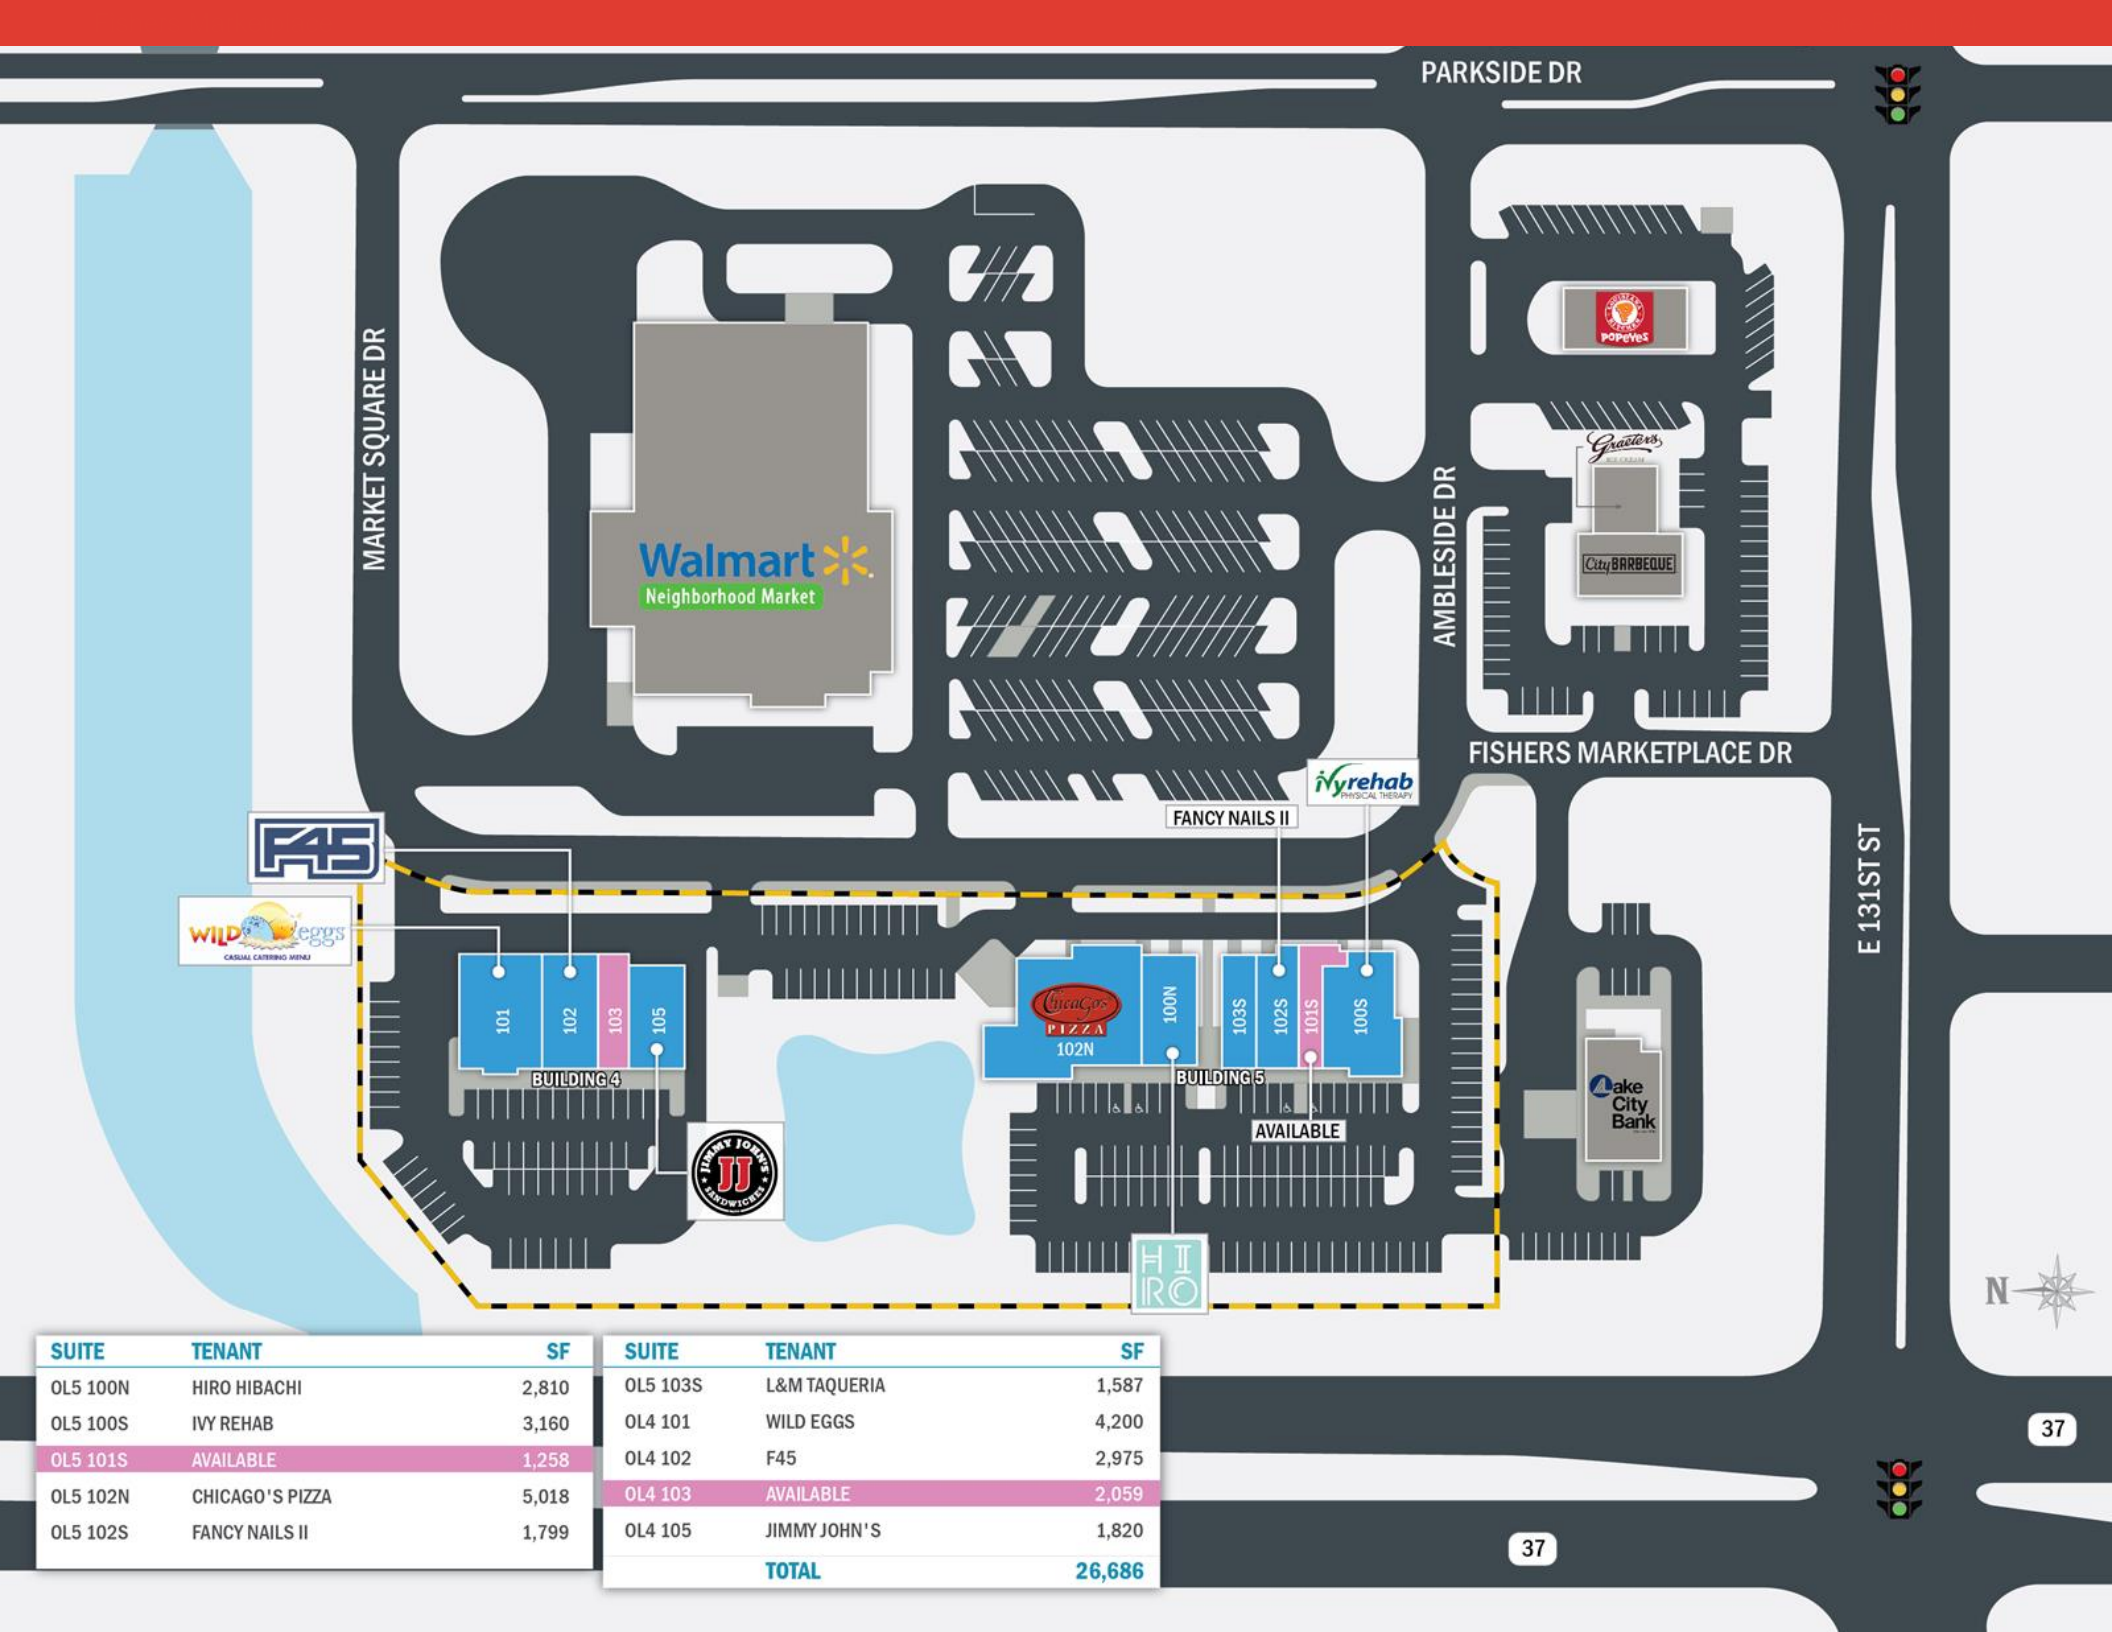 PARKSIDE DR
MARKET SQUARE DR
AMBLESIDE DR
POPEYES
Graeter's
ICE CREAM
City BARBEQUE
Walmart
Neighborhood Market
FISHERS MARKETPLACE DR
E 131ST ST
ivyrehab
PHYSICAL THERAPY
FANCY NAILS II
F45
WILD eggs
CASUAL CATERING MENU
101
102
103
105
BUILDING 4
JIMMY JOHN'S
JJ
SANDWICHES
Chicago's
PIZZA
102N
100N
103S
102S
101S
100S
BUILDING 5
AVAILABLE
HI
RO
Lake
City
Bank
N
SUITE TENANT SF
OL5 100N HIRO HIBACHI 2,810
OL5 100S IVY REHAB 3,160
OL5 101S AVAILABLE 1,258
OL5 102N CHICAGO'S PIZZA 5,018
OL5 102S FANCY NAILS II 1,799
SUITE TENANT SF
OL5 103S L&M TAQUERIA 1,587
OL4 101 WILD EGGS 4,200
OL4 102 F45 2,975
OL4 103 AVAILABLE 2,059
OL4 105 JIMMY JOHN'S 1,820
TOTAL 26,686
37
37